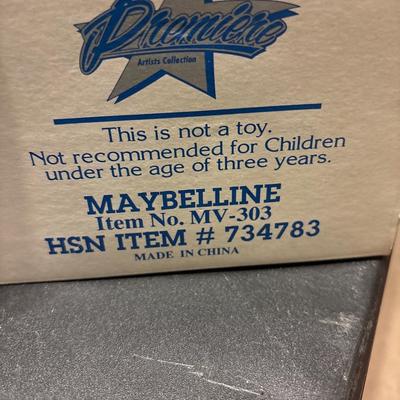 Premiere
Artists Collection
This is not a toy.
Not recommended for Children
under the age of three years.
MAYBELLINE
Item No. MV-303
HSN ITEM # 734783
MADE IN CHINA